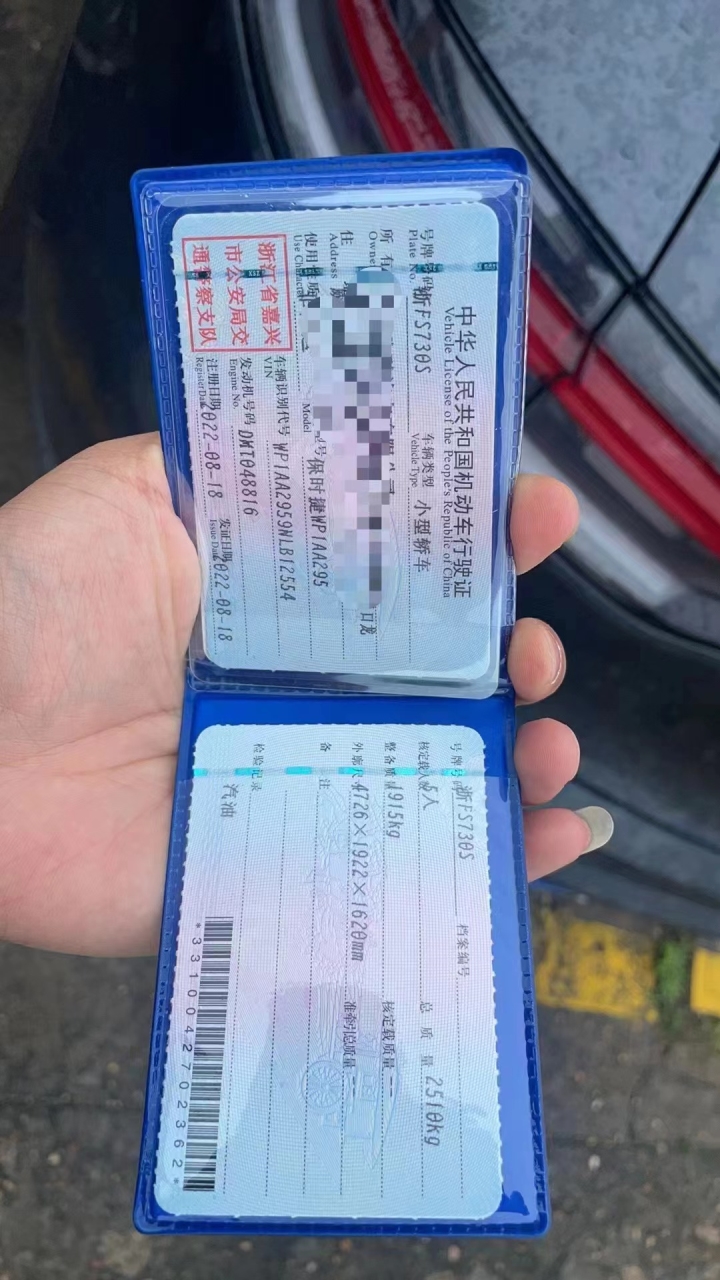 中华人民共和国机动车行驶证
Vehicle License of the People's Republic of China
号牌号码 浙FS730S 车辆类型 小型轿车
Plate No. Vehicle Type
所有
Owner
住
Address
使用性质 型号 保时捷WP1AA295
Use Character Model
浙江省嘉兴
市公安局交
通警察支队
车辆识别代号 WP1AA2959NLB12554
VIN
发动机号码 DMT048816
Engine No.
注册日期 2022-08-18 发证日期 2022-08-18
Register Date Issue Date
号牌号码 浙FS730S 档案编号
核定载人数 5人 总质量 2510kg
整备质量 1915kg 核定载质量 --
外廓尺寸 4726×1922×1620mm 准牵引总质量 --
备 注
检验记录
汽油
*3310042702362*